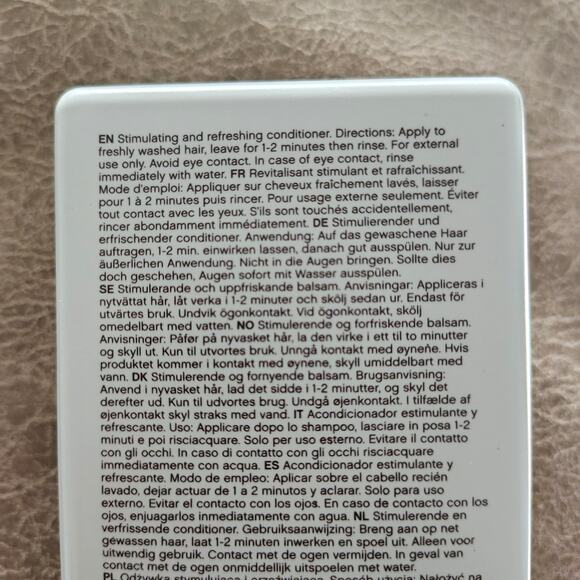 EN Stimulating and refreshing conditioner. Directions: Apply to
freshly washed hair, leave for 1-2 minutes then rinse. For external
use only. Avoid eye contact. In case of eye contact, rinse
immediately with water. FR Revitalisant stimulant et rafraîchissant.
Mode d'emploi: Appliquer sur cheveux fraîchement lavés, laisser
pour 1 à 2 minutes puis rincer. Pour usage externe seulement. Éviter
tout contact avec les yeux. S'ils sont touchés accidentellement,
rincer abondamment immédiatement. DE Stimulierender und
erfrischender conditioner. Anwendung: Auf das gewaschene Haar
auftragen, 1-2 min. einwirken lassen, danach gut ausspülen. Nur zur
äußerlichen Anwendung. Nicht in die Augen bringen. Sollte dies
doch geschehen, Augen sofort mit Wasser ausspülen.
SE Stimulerande och uppfriskande balsam. Anvisningar: Appliceras i
nytvättat hår, låt verka i 1-2 minuter och skölj sedan ur. Endast för
utvärtes bruk. Undvik ögonkontakt. Vid ögonkontakt, skölj
omedelbart med vatten. NO Stimulerende og forfriskende balsam.
Anvisninger: Påfør på nyvasket hår, la den virke i ett til to minutter
og skyll ut. Kun til utvortes bruk. Unngå kontakt med øynene. Hvis
produktet kommer i kontakt med øynene, skyll umiddelbart med
vann. DK Stimulerende og fornyende balsam. Brugsanvisning:
Anvend i nyvasket hår, lad det sidde i 1-2 minutter, og skyl det
derefter ud. Kun til udvortes brug. Undgå øjenkontakt. I tilfælde af
øjenkontakt skyl straks med vand. IT Acondicionador estimulante y
refrescante. Uso: Applicare dopo lo shampoo, lasciare in posa 1-2
minuti e poi risciacquare. Solo per uso esterno. Evitare il contatto
con gli occhi. In caso di contatto con gli occhi risciacquare
immediatamente con acqua. ES Acondicionador estimulante y
refrescante. Modo de empleo: Aplicar sobre el cabello recién
lavado, dejar actuar de 1 a 2 minutos y aclarar. Solo para uso
externo. Evitar el contacto con los ojos. En caso de contacto con los
ojos, enjuagarlos inmediatamente con agua. NL Stimulerend en
verfrissende conditioner. Gebruiksaanwijzing: Breng aan op net
gewassen haar, laat 1-2 minuten inwerken en spoel uit. Alleen voor
uitwendig gebruik. Contact met de ogen vermijden. In geval van
contact met de ogen onmiddellijk uitspoelen met water.
PL Odżywka stymulująca i orzeźwiająca. Sposób użycia: Nałożyć na